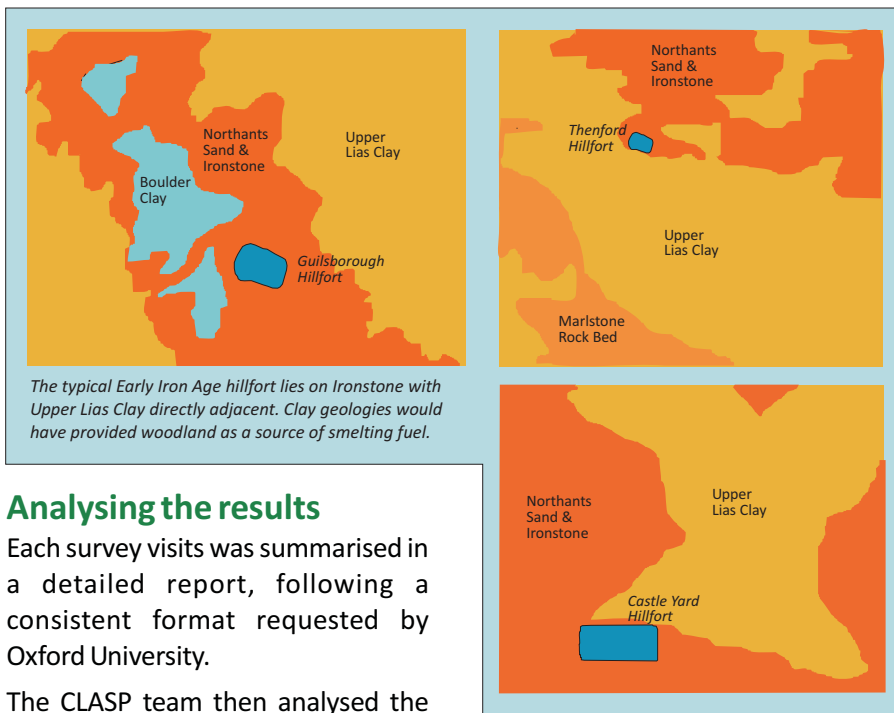 Northants
Sand &
Ironstone
Upper
Lias Clay
Boulder
Clay
Guilsborough
Hillfort
Northants
Sand &
Ironstone
Thenford
Hillfort
Upper
Lias Clay
Marlstone
Rock Bed
The typical Early Iron Age hillfort lies on Ironstone with
Upper Lias Clay directly adjacent. Clay geologies would
have provided woodland as a source of smelting fuel.
Northants
Sand &
Ironstone
Upper
Lias Clay
Castle Yard
Hillfort
Analysing the results
Each survey visits was summarised in
a detailed report, following a
consistent format requested by
Oxford University.
The CLASP team then analysed the